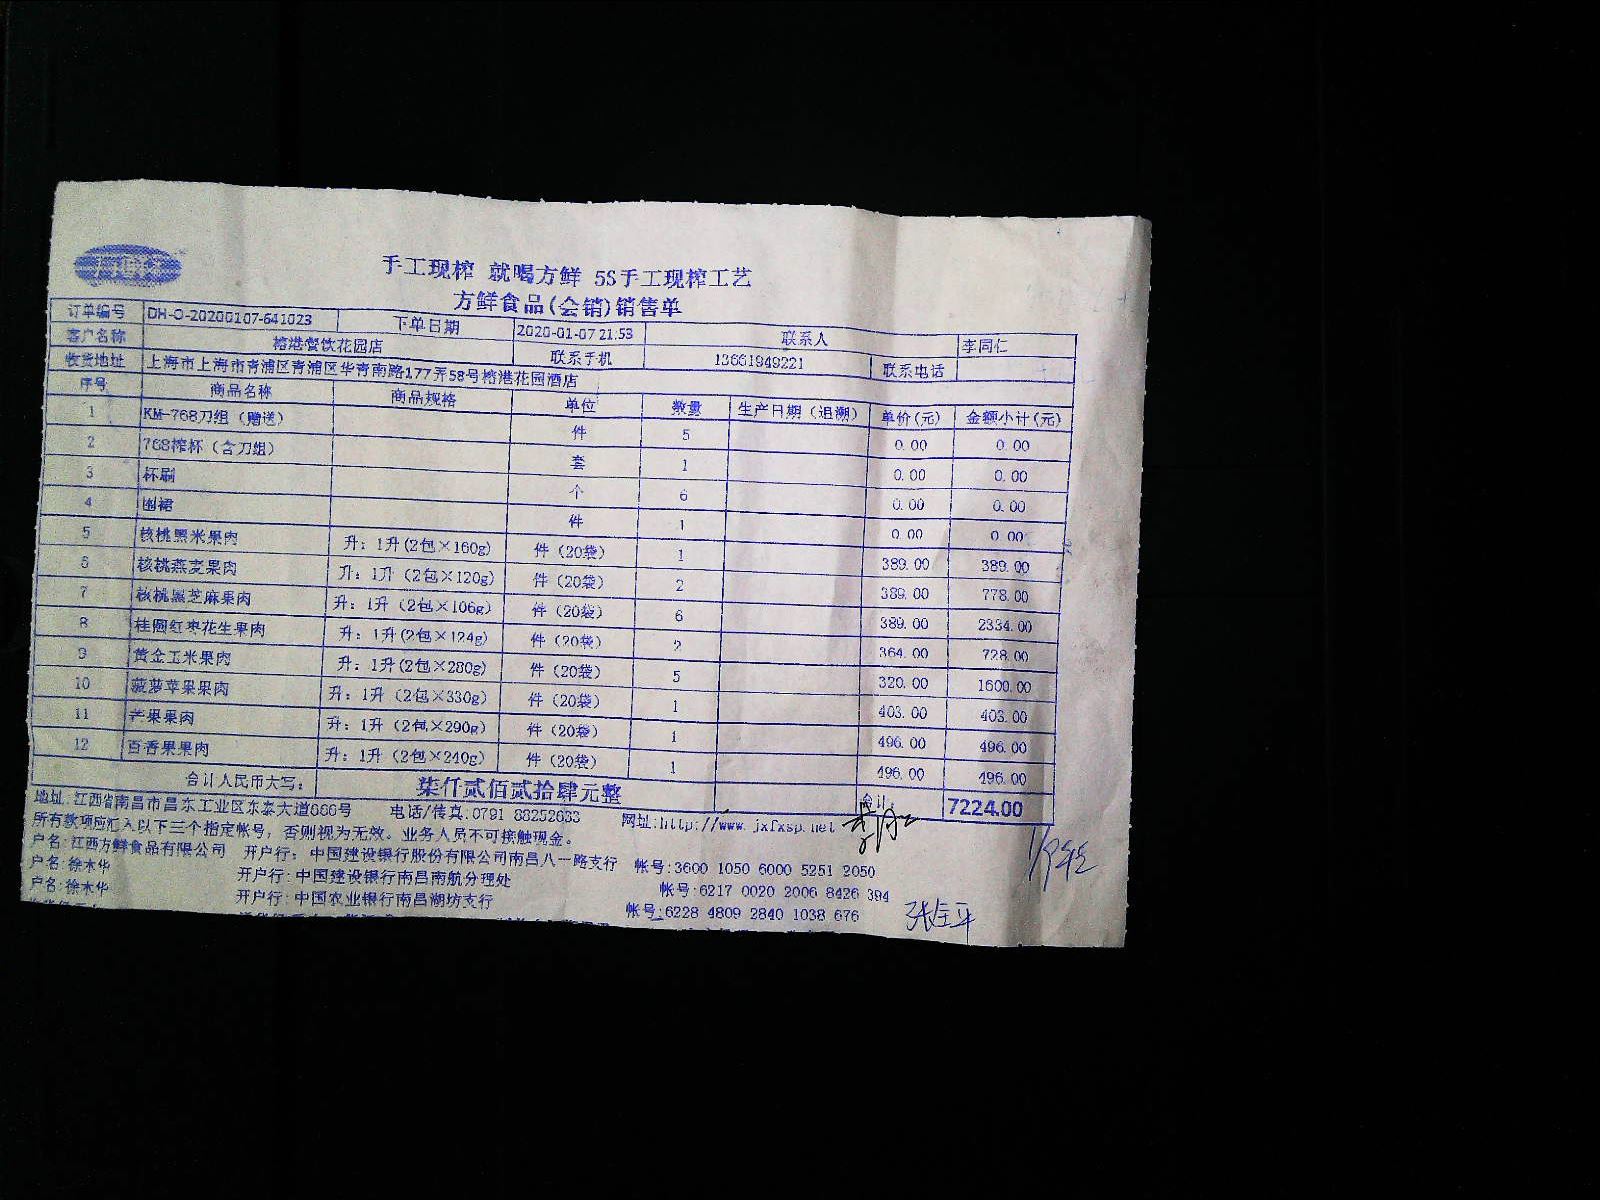 手工现榨 就喝方鲜 5S手工现榨工艺
方鲜食品(会销)销售单
订单编号 DH-O-20200107-641023 下单日期 2020-01-07 21:53 联系人 李同仁
客户名称 榕港餐饮花园店 联系手机 13661949221 联系电话
收货地址 上海市上海市青浦区青浦区华青南路177弄58号榕港花园酒店
序号 商品名称 商品规格 单位 数量 生产日期（追溯） 单价(元) 金额小计(元)
1 KM-768刀组（赠送） 件 5 0.00 0.00
2 768榨杯（含刀组） 套 1 0.00 0.00
3 杯刷 个 6 0.00 0.00
4 围裙 件 1 0.00 0.00
5 核桃黑米果肉 升：1升(2包×160g) 件（20袋） 1 389.00 389.00
6 核桃燕麦果肉 升：1升（2包×120g） 件（20袋） 2 389.00 778.00
7 核桃黑芝麻果肉 升：1升（2包×106g） 件（20袋） 6 389.00 2334.00
8 桂圆红枣花生果肉 升：1升(2包×124g) 件（20袋） 2 364.00 728.00
9 黄金玉米果肉 升：1升(2包×280g) 件（20袋） 5 320.00 1600.00
10 菠萝苹果果肉 升：1升（2包×330g） 件（20袋） 1 403.00 403.00
11 芒果果肉 升：1升（2包×290g） 件（20袋） 1 496.00 496.00
12 百香果果肉 升：1升（2包×240g） 件（20袋） 1 496.00 496.00
合计人民币大写： 柒仟贰佰贰拾肆元整 合计： 7224.00
地址:江西省南昌市昌东工业区东泰大道666号 电话/传真:0791 88252633 网址:http://www.jxfxsp.net
所有款项应汇入以下三个指定帐号，否则视为无效。业务人员不可接触现金。
户名:江西方鲜食品有限公司 开户行：中国建设银行股份有限公司南昌八一路支行 帐号:3600 1050 6000 5251 2050
户名:徐木华 开户行:中国建设银行南昌南航分理处 帐号:6217 0020 2006 8426 394
户名:徐木华 开户行:中国农业银行南昌湖坊支行 帐号:6228 4809 2840 1038 676